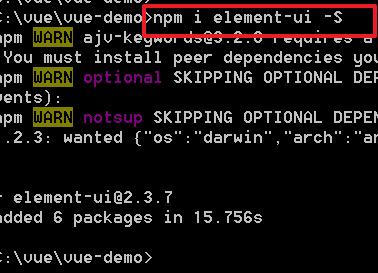 C:\vue\vue-demo>npm i element-ui -S
npm WARN ajv-keywords@3.2.0 requires a
You must install peer dependencies you
npm WARN optional SKIPPING OPTIONAL DEP
vents):
npm WARN notsup SKIPPING OPTIONAL DEPEN
.2.3: wanted {"os":"darwin","arch":"an
+ element-ui@2.3.7
added 6 packages in 15.756s
C:\vue\vue-demo>